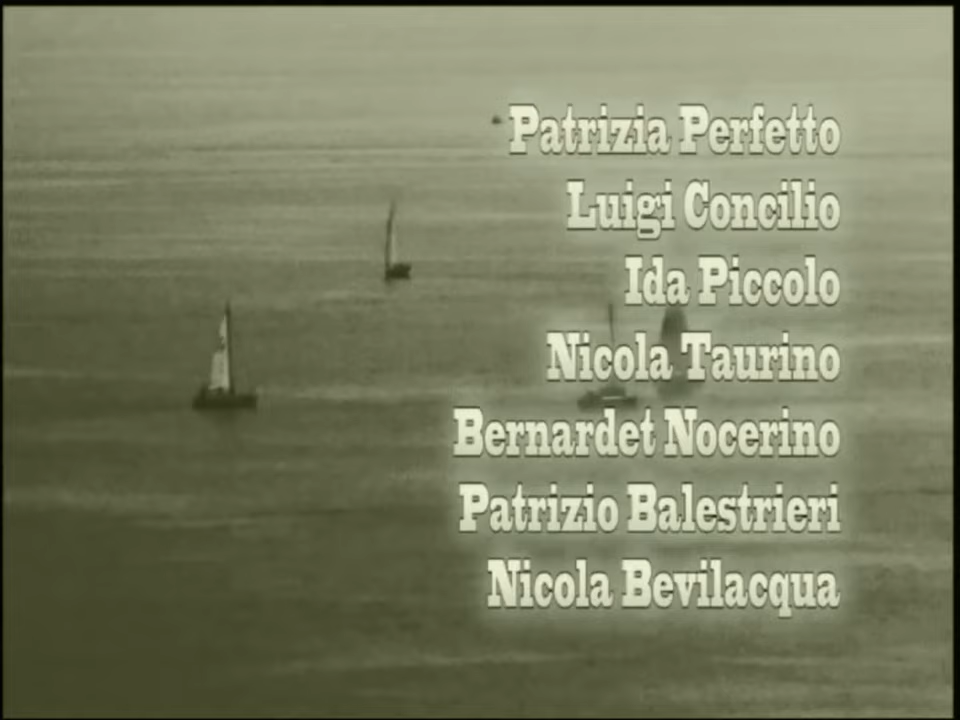 Patrizia Perfetto
Luigi Concilio
Ida Piccolo
Nicola Taurino
Bernardet Nocerino
Patrizio Balestrieri
Nicola Bevilacqua